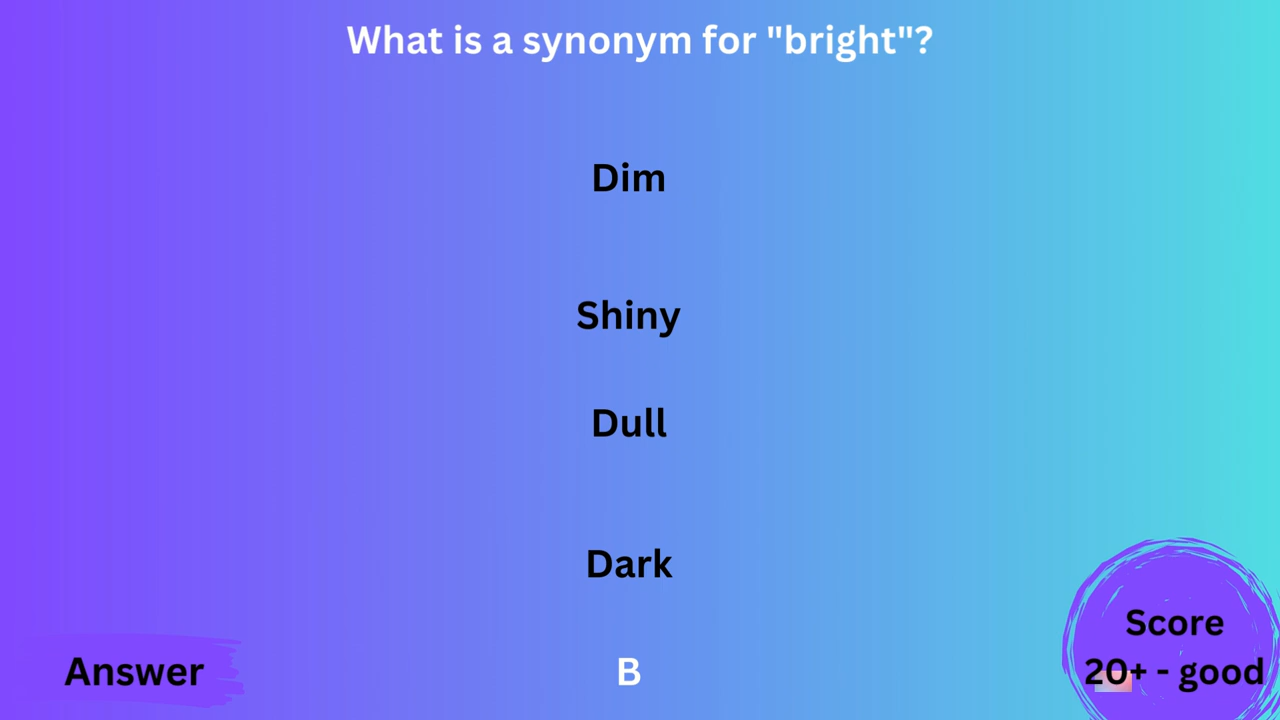 What is a synonym for "bright"?
Dim
Shiny
Dull
Dark
Answer
B
Score
20+ - good